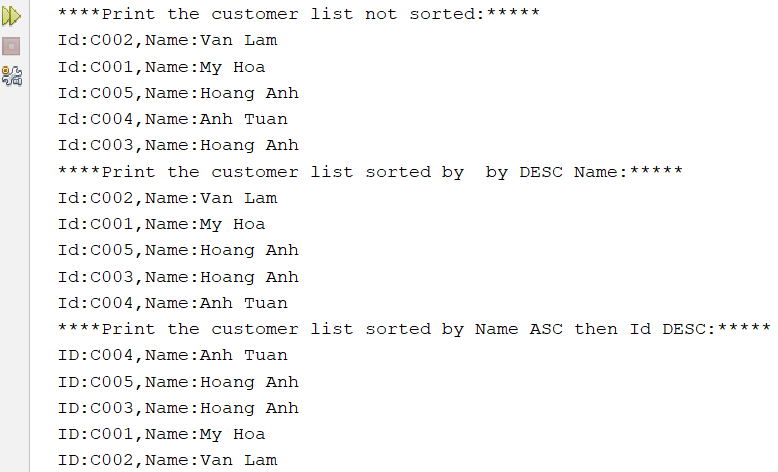 ****Print the customer list not sorted:*****
Id:C002,Name:Van Lam
Id:C001,Name:My Hoa
Id:C005,Name:Hoang Anh
Id:C004,Name:Anh Tuan
Id:C003,Name:Hoang Anh
****Print the customer list sorted by  by DESC Name:*****
Id:C002,Name:Van Lam
Id:C001,Name:My Hoa
Id:C005,Name:Hoang Anh
Id:C003,Name:Hoang Anh
Id:C004,Name:Anh Tuan
****Print the customer list sorted by Name ASC then Id DESC:*****
ID:C004,Name:Anh Tuan
ID:C005,Name:Hoang Anh
ID:C003,Name:Hoang Anh
ID:C001,Name:My Hoa
ID:C002,Name:Van Lam